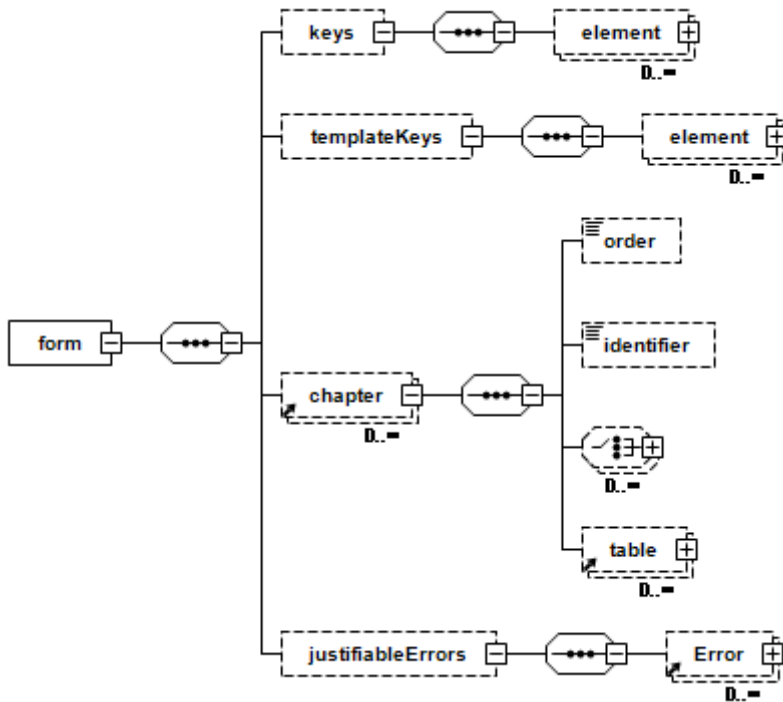 keys
element
0..∞
templateKeys
element
0..∞
order
form
identifier
chapter
0..∞
0..∞
table
0..∞
justifiableErrors
Error
0..∞